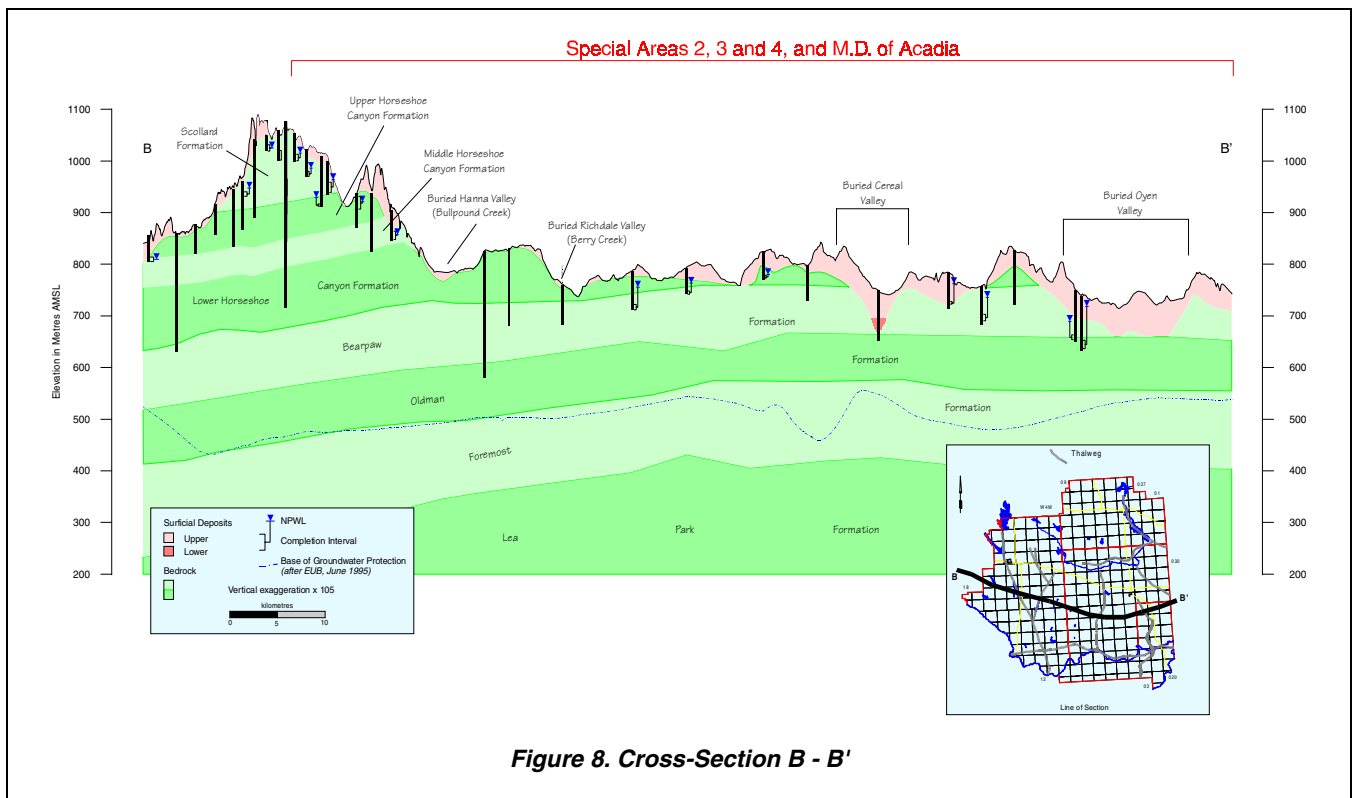 Special Areas 2, 3 and 4, and M.D. of Acadia
1100
1000
900
800
700
600
500
400
300
200
Elevation in Metres AMSL
B
B'
1100
1000
900
800
700
600
500
400
300
200
Scollard
Formation
Upper Horseshoe
Canyon Formation
Middle Horseshoe
Canyon Formation
Buried Hanna Valley
(Bullpound Creek)
Buried Richdale Valley
(Berry Creek)
Buried Cereal
Valley
Buried Oyen
Valley
Lower Horseshoe
Canyon Formation
Bearpaw
Formation
Oldman
Formation
Foremost
Formation
Lea
Park
Formation
Surficial Deposits
Upper
Lower
Bedrock
NPWL
Completion Interval
Base of Groundwater Protection
(after EUB, June 1995)
Vertical exaggeration x 105
kilometres
0
5
10
Thalweg
W4M
B
B'
18
12
Line of Section
Figure 8. Cross-Section B - B'